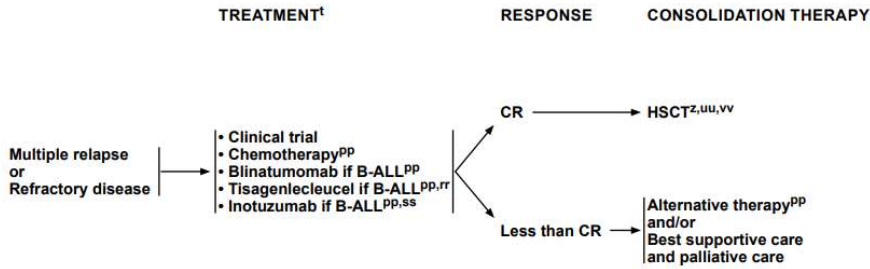 TREATMENTt
RESPONSE
CONSOLIDATION THERAPY
Multiple relapse
or
Refractory disease
• Clinical trial
• Chemotherapypp
• Blinatumomab if B-ALLpp
• Tisagenlecleucel if B-ALLpp,rr
• Inotuzumab if B-ALLpp,ss
CR
HSCTz,uu,vv
Less than CR
Alternative therapypp
and/or
Best supportive care
and palliative care